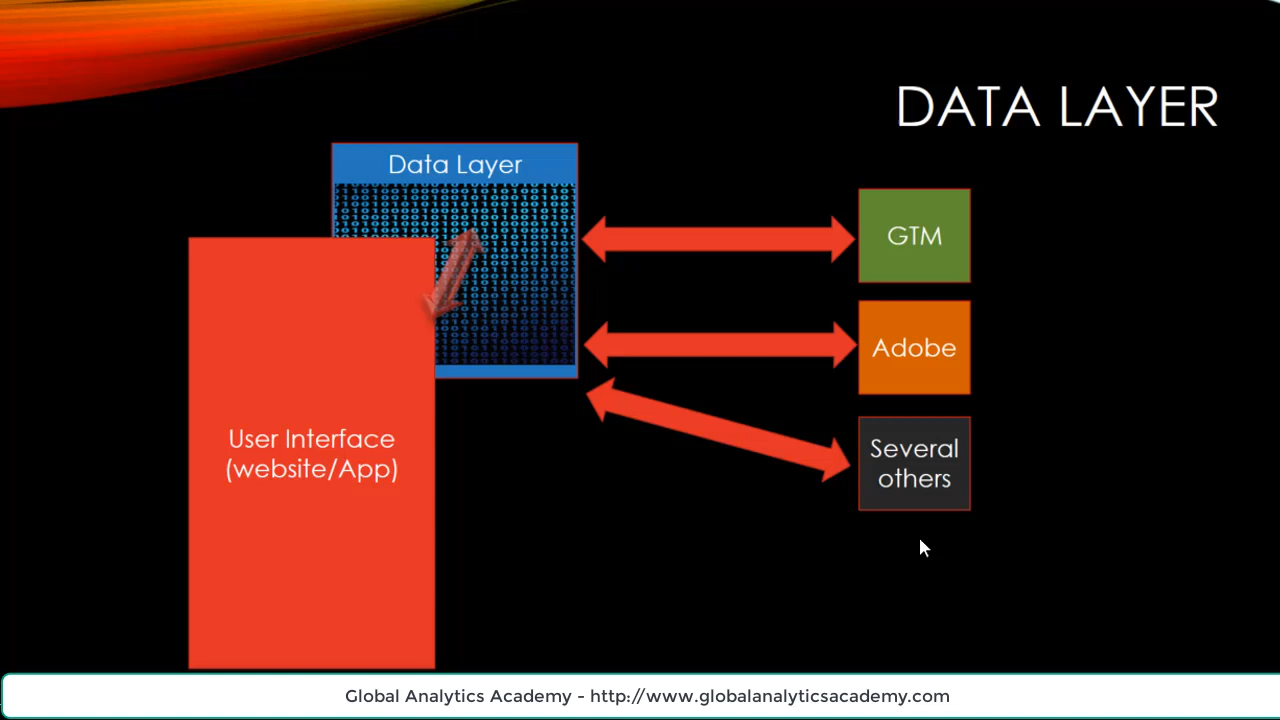 DATA LAYER
Data Layer
GTM
Adobe
Several
others
User Interface
(website/App)
Global Analytics Academy - http://www.globalanalyticsacademy.com